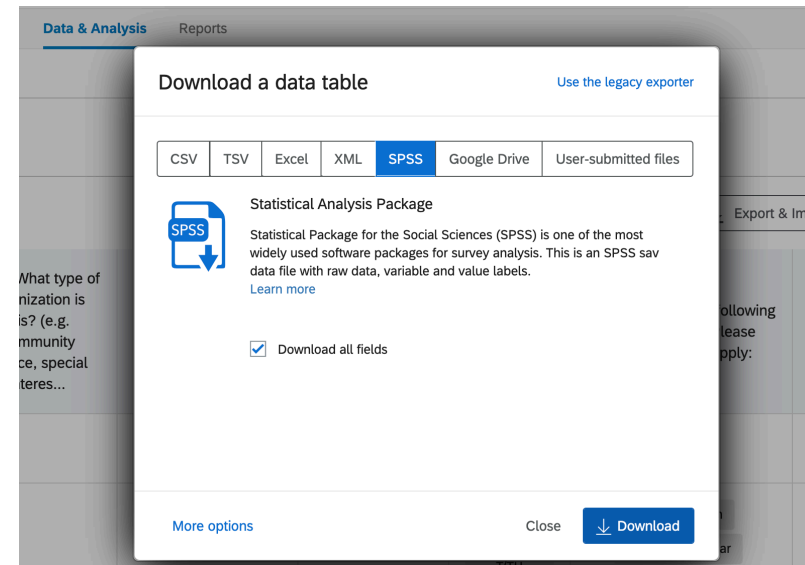 Data & Analysis Reports
Download a data table Use the legacy exporter
CSV TSV Excel XML SPSS Google Drive User-submitted files
Statistical Analysis Package
SPSS
Statistical Package for the Social Sciences (SPSS) is one of the most
widely used software packages for survey analysis. This is an SPSS sav
data file with raw data, variable and value labels.
Learn more
Export & Im
What type of
nization is
is? (e.g.
mmunity
ce, special
teres...
ollowing
lease
pply:
Download all fields
More options Close Download
ar